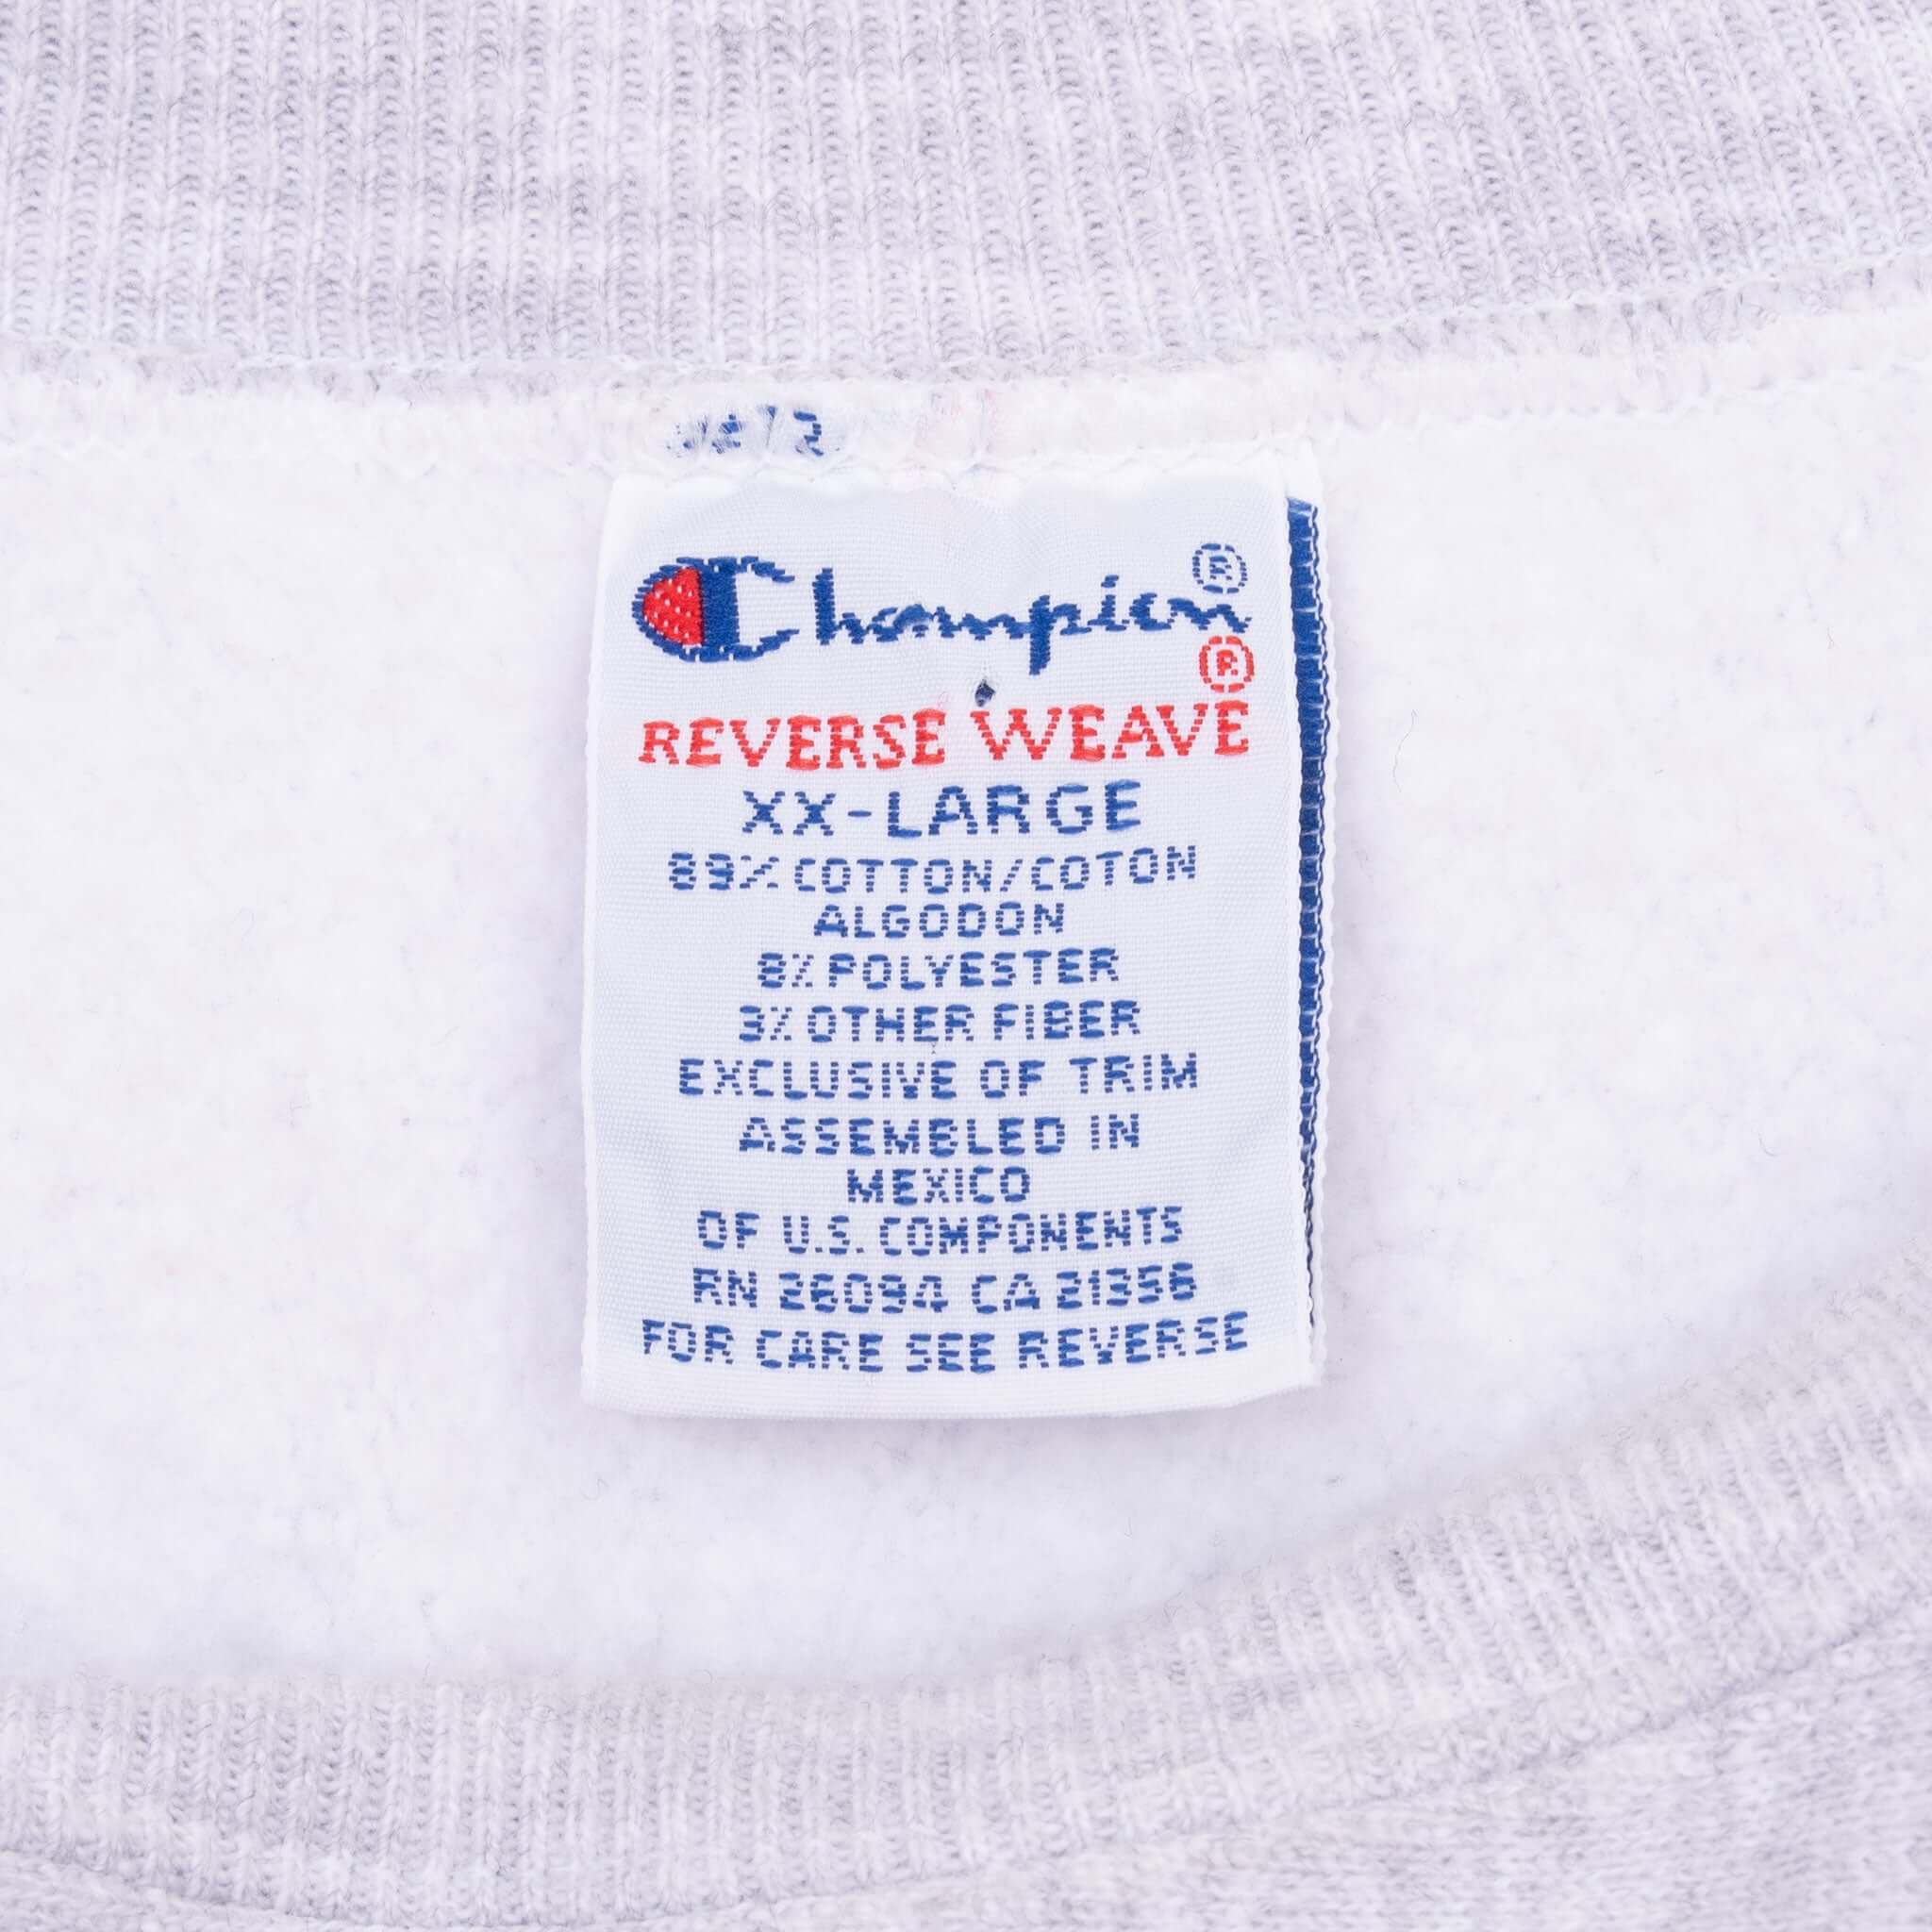 Champion®
®
REVERSE WEAVE
XX-LARGE
89% COTTON/COTON
ALGODON
8% POLYESTER
3% OTHER FIBER
EXCLUSIVE OF TRIM
ASSEMBLED IN
MEXICO
OF U.S. COMPONENTS
RN 26094 CA 21356
FOR CARE SEE REVERSE